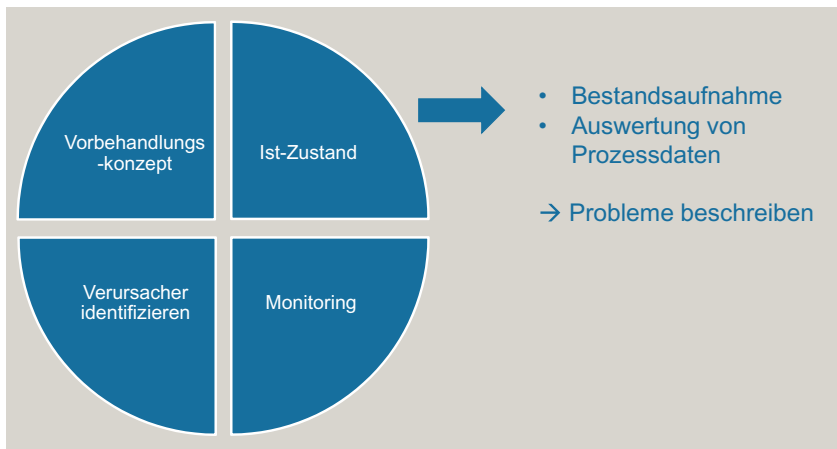 Vorbehandlungs
-konzept
Ist-Zustand
Verursacher
identifizieren
Monitoring
• Bestandsaufnahme
• Auswertung von
Prozessdaten
→ Probleme beschreiben